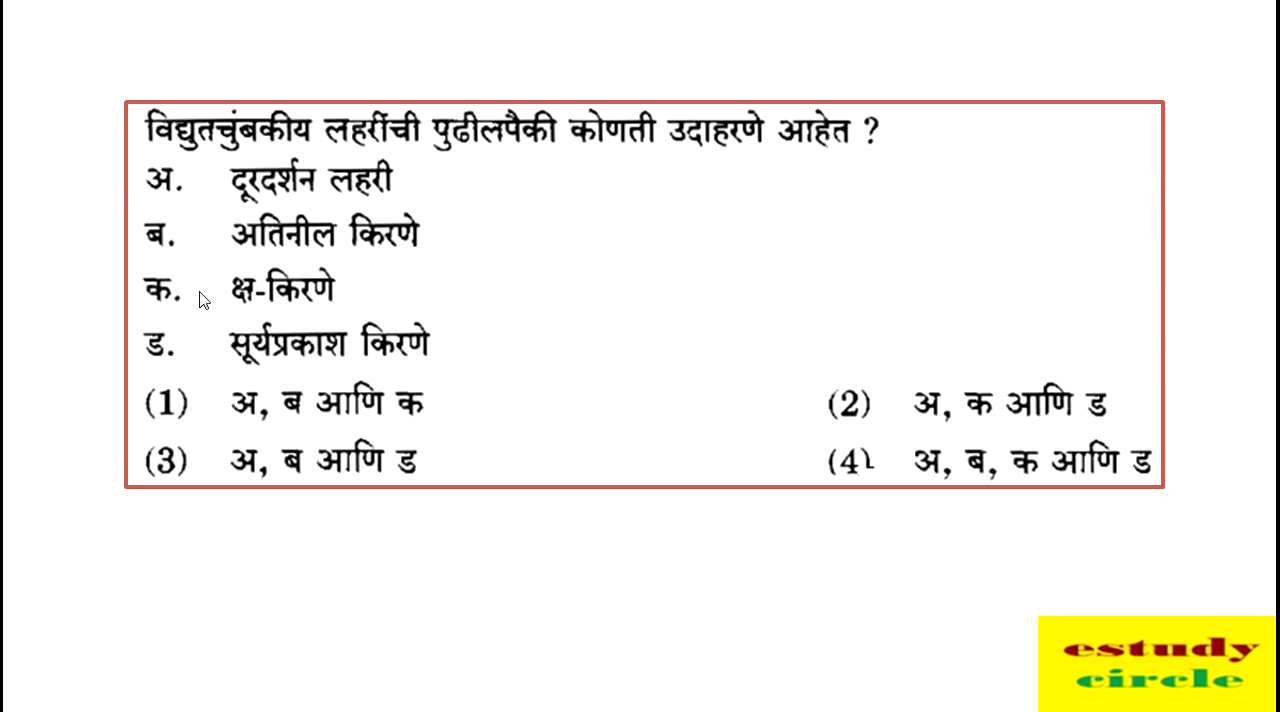 विद्युतचुंबकीय लहरींची पुढीलपैकी कोणती उदाहरणे आहेत ?
अ. दूरदर्शन लहरी
ब. अतिनील किरणे
क. क्ष-किरणे
ड. सूर्यप्रकाश किरणे
(1) अ, ब आणि क (2) अ, क आणि ड
(3) अ, ब आणि ड (4) अ, ब, क आणि ड
estudy
circle